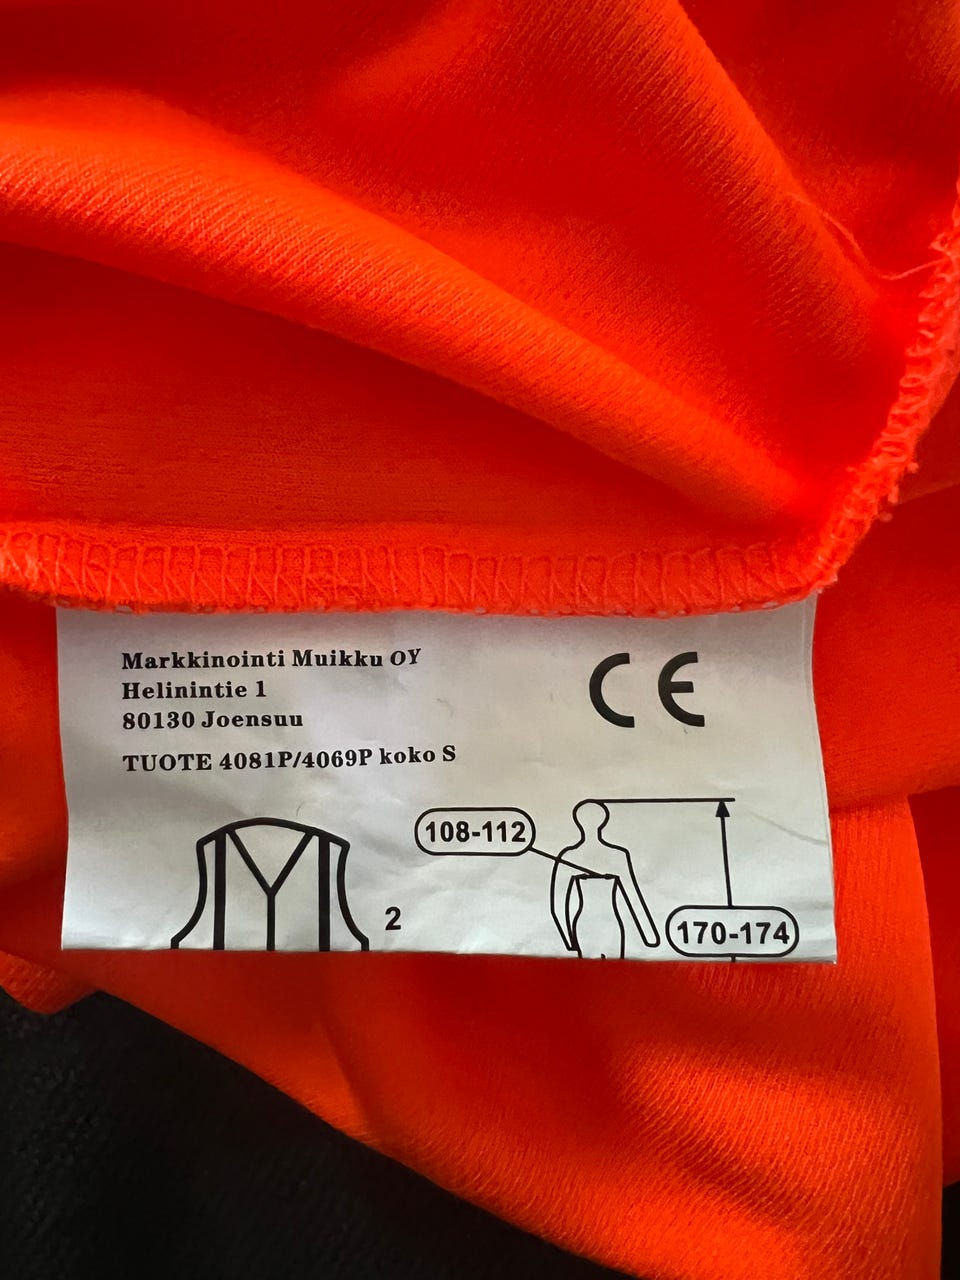 Markkinointi Muikku OY
Helinintie 1
80130 Joensuu
TUOTE 4081P/4069P koko S
CE
108-112
2
170-174